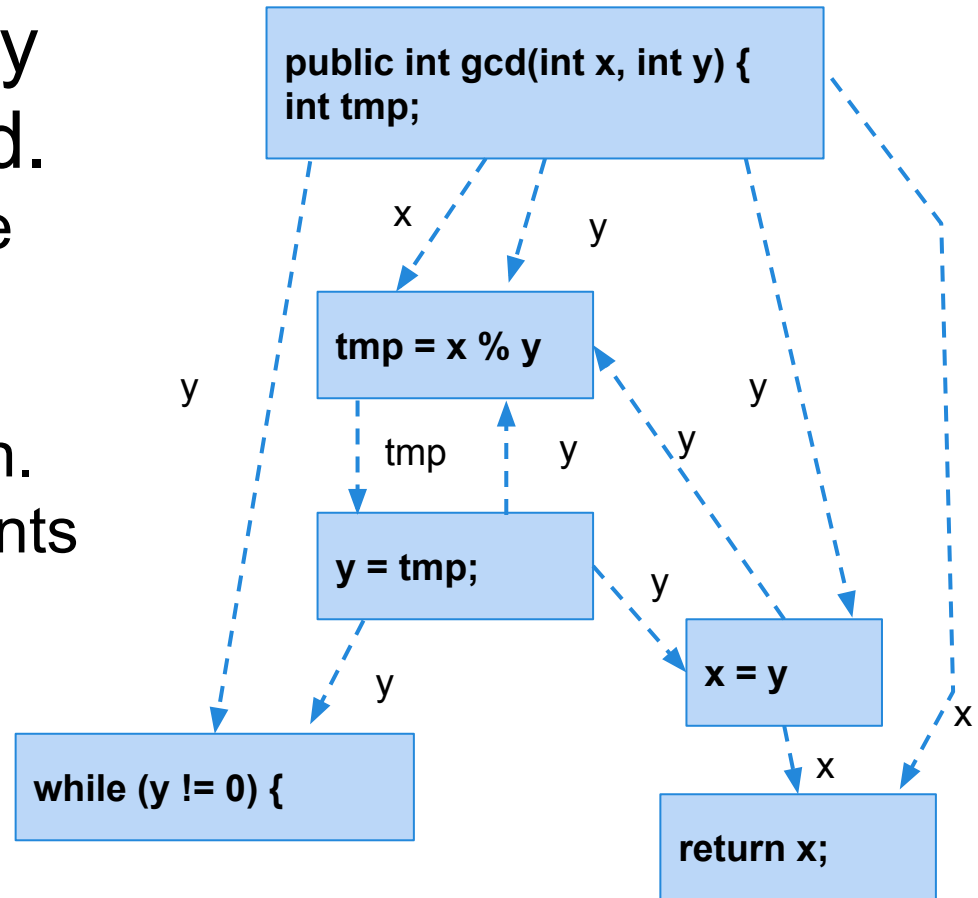 y
d.
e
n.
nts
public int gcd(int x, int y) {
int tmp;
x
y
tmp = x % y
y
y
tmp
y
y
y = tmp;
y
x = y
y
x
while (y != 0) {
x
return x;